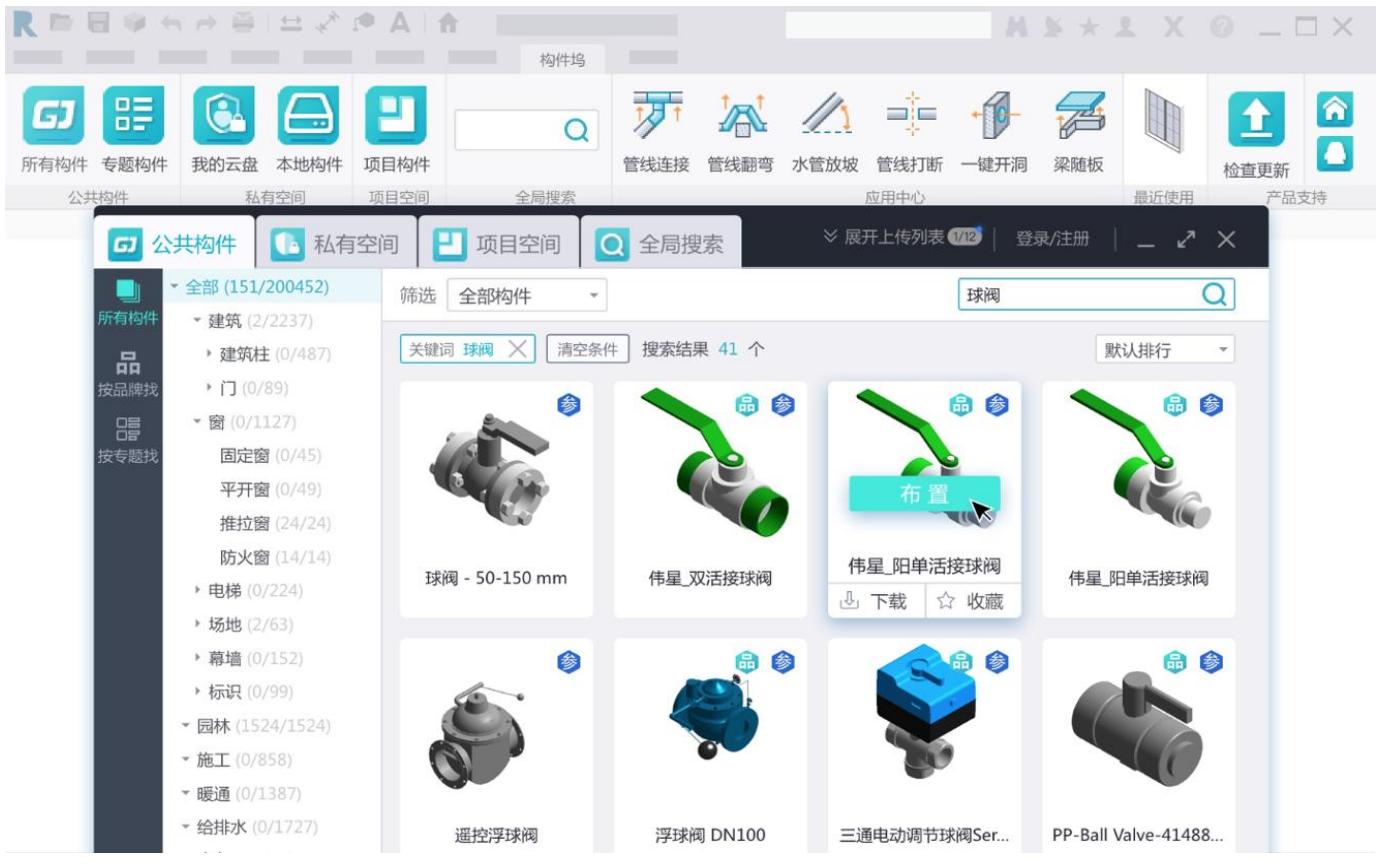 构件坞
所有构件 专题构件 我的云盘 本地构件 项目构件 管线连接 管线翻弯 水管放坡 管线打断 一键开洞 梁随板 检查更新
公共构件 私有空间 项目空间 全局搜索 应用中心 最近使用 产品支持
GJ 公共构件 私有空间 项目空间 全局搜索 展开上传列表 1/12 登录/注册
所有构件
按品牌找
按专题找
全部 (151/200452)
建筑 (2/2237)
建筑柱 (0/487)
门 (0/89)
窗 (0/1127)
固定窗 (0/45)
平开窗 (0/49)
推拉窗 (24/24)
防火窗 (14/14)
电梯 (0/224)
场地 (2/63)
幕墙 (0/152)
标识 (0/99)
园林 (1524/1524)
施工 (0/858)
暖通 (0/1387)
给排水 (0/1727)
筛选 全部构件 球阀
关键词 球阀 清空条件 搜索结果 41 个 默认排行
参 品 参 品 参 品 参
布置
球阀 - 50-150 mm 伟星_双活接球阀 伟星_阳单活接球阀 伟星_阳单活接球阀
下载 收藏
参 品 参 品 参 品 参
遥控浮球阀 浮球阀 DN100 三通电动调节球阀Ser... PP-Ball Valve-41488...